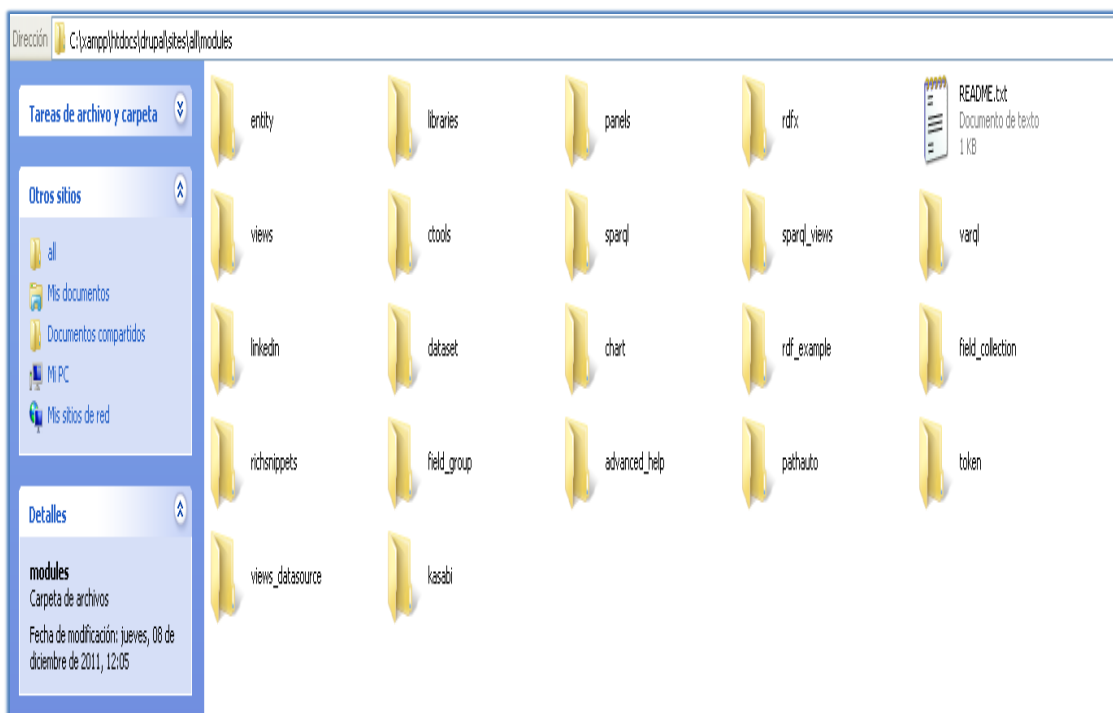 Dirección C:\xampp\htdocs\drupal\sites\all\modules
Tareas de archivo y carpeta
Otros sitios
all
Mis documentos
Documentos compartidos
Mi PC
Mis sitios de red
Detalles
modules
Carpeta de archivos
Fecha de modificación: jueves, 08 de
diciembre de 2011, 12:05
entity
libraries
panels
rdfx
README.txt
Documento de texto
1 KB
views
ctools
sparql
sparql_views
varql
linkedin
dataset
chart
rdf_example
field_collection
richsnippets
field_group
advanced_help
pathauto
token
views_datasource
kasabi